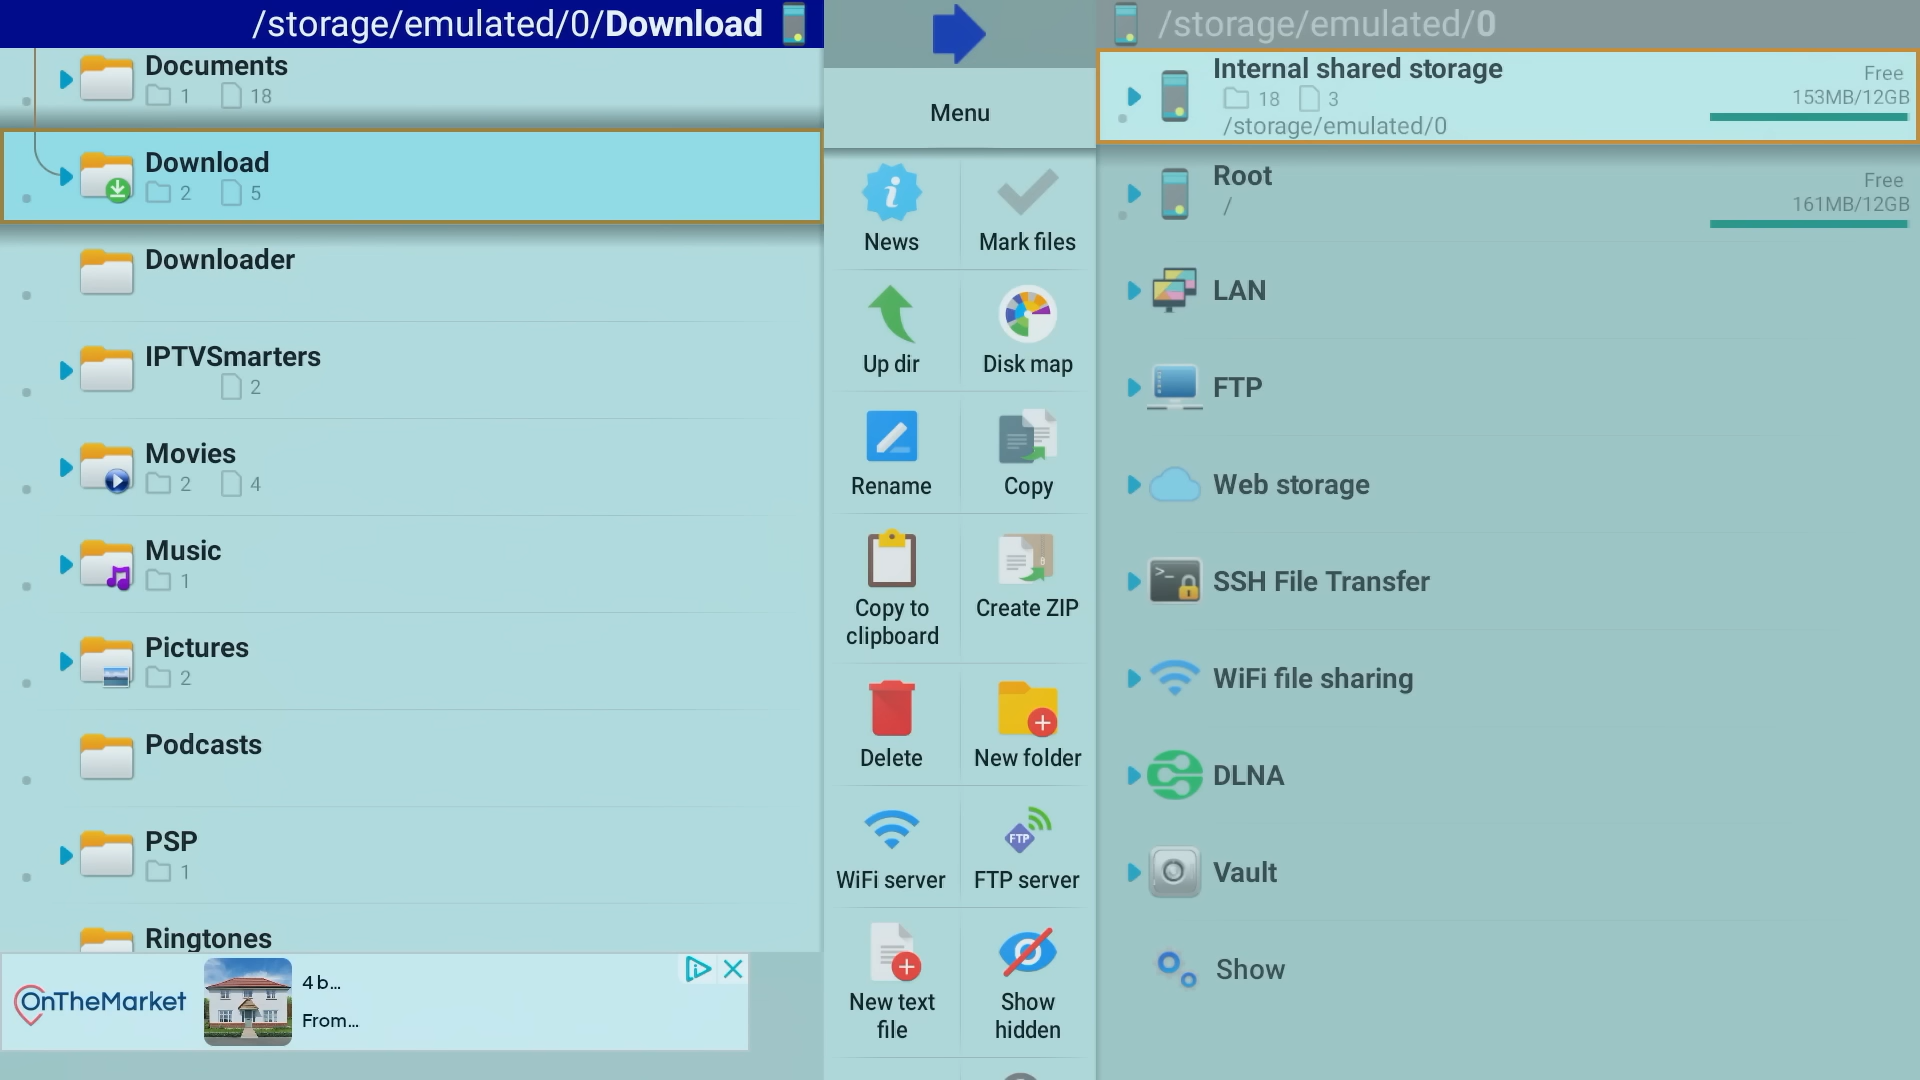 /storage/emulated/0/Download
Documents
1 18
Download
2 5
Downloader
IPTVSmarters
2
Movies
2 4
Music
1
Pictures
2
Podcasts
PSP
1
Ringtones
OnTheMarket
4 b...
From...
Menu
News
Mark files
Up dir
Disk map
Rename
Copy
Copy to
clipboard
Create ZIP
Delete
New folder
WiFi server
FTP
FTP server
New text
file
Show
hidden
/storage/emulated/0
Internal shared storage
18 3
/storage/emulated/0
Free
153MB/12GB
Root
/
Free
161MB/12GB
LAN
FTP
Web storage
SSH File Transfer
WiFi file sharing
DLNA
Vault
Show